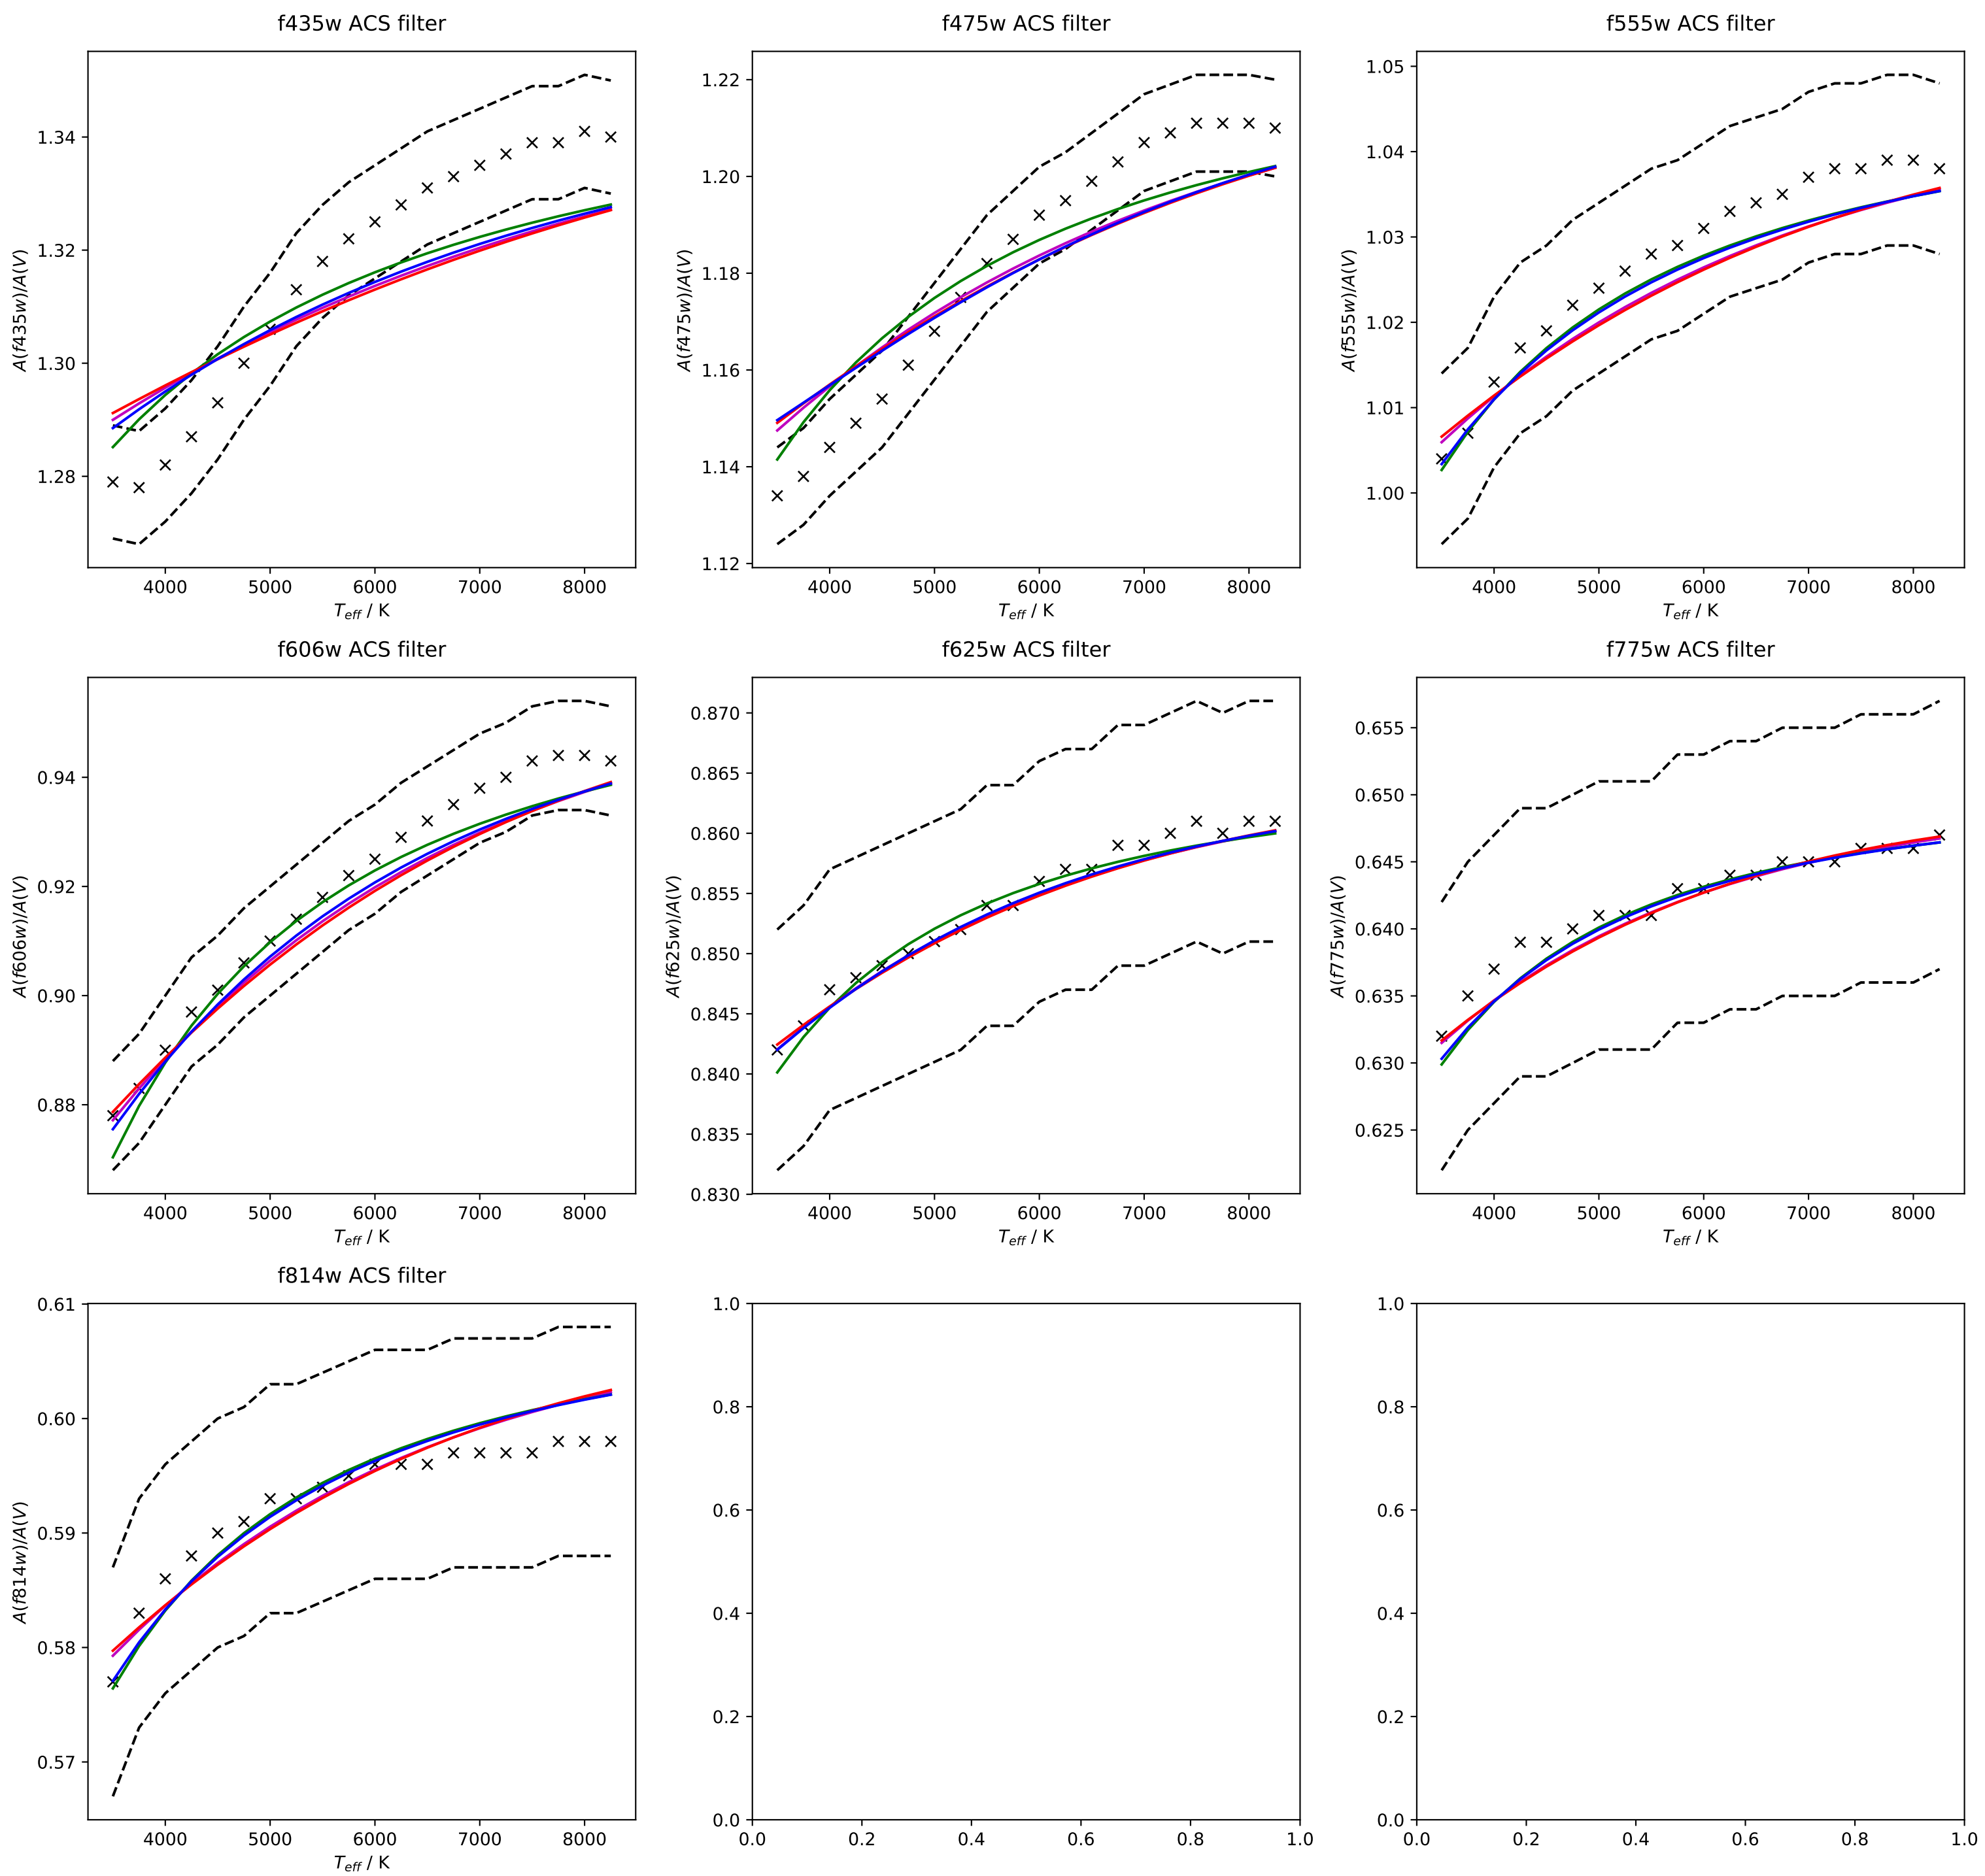 f435w ACS filter
f475w ACS filter
f555w ACS filter
1.34
1.32
1.30
1.28
A(f435w)/A(V)
4000 5000 6000 7000 8000
T_eff / K
1.22
1.20
1.18
1.16
1.14
1.12
A(f475w)/A(V)
4000 5000 6000 7000 8000
T_eff / K
1.05
1.04
1.03
1.02
1.01
1.00
A(f555w)/A(V)
4000 5000 6000 7000 8000
T_eff / K
f606w ACS filter
f625w ACS filter
f775w ACS filter
0.94
0.92
0.90
0.88
A(f606w)/A(V)
4000 5000 6000 7000 8000
T_eff / K
0.870
0.865
0.860
0.855
0.850
0.845
0.840
0.835
0.830
A(f625w)/A(V)
4000 5000 6000 7000 8000
T_eff / K
0.655
0.650
0.645
0.640
0.635
0.630
0.625
A(f775w)/A(V)
4000 5000 6000 7000 8000
T_eff / K
f814w ACS filter
0.61
0.60
0.59
0.58
0.57
A(f814w)/A(V)
4000 5000 6000 7000 8000
T_eff / K
1.0
0.8
0.6
0.4
0.2
0.0
0.0 0.2 0.4 0.6 0.8 1.0
1.0
0.8
0.6
0.4
0.2
0.0
0.0 0.2 0.4 0.6 0.8 1.0